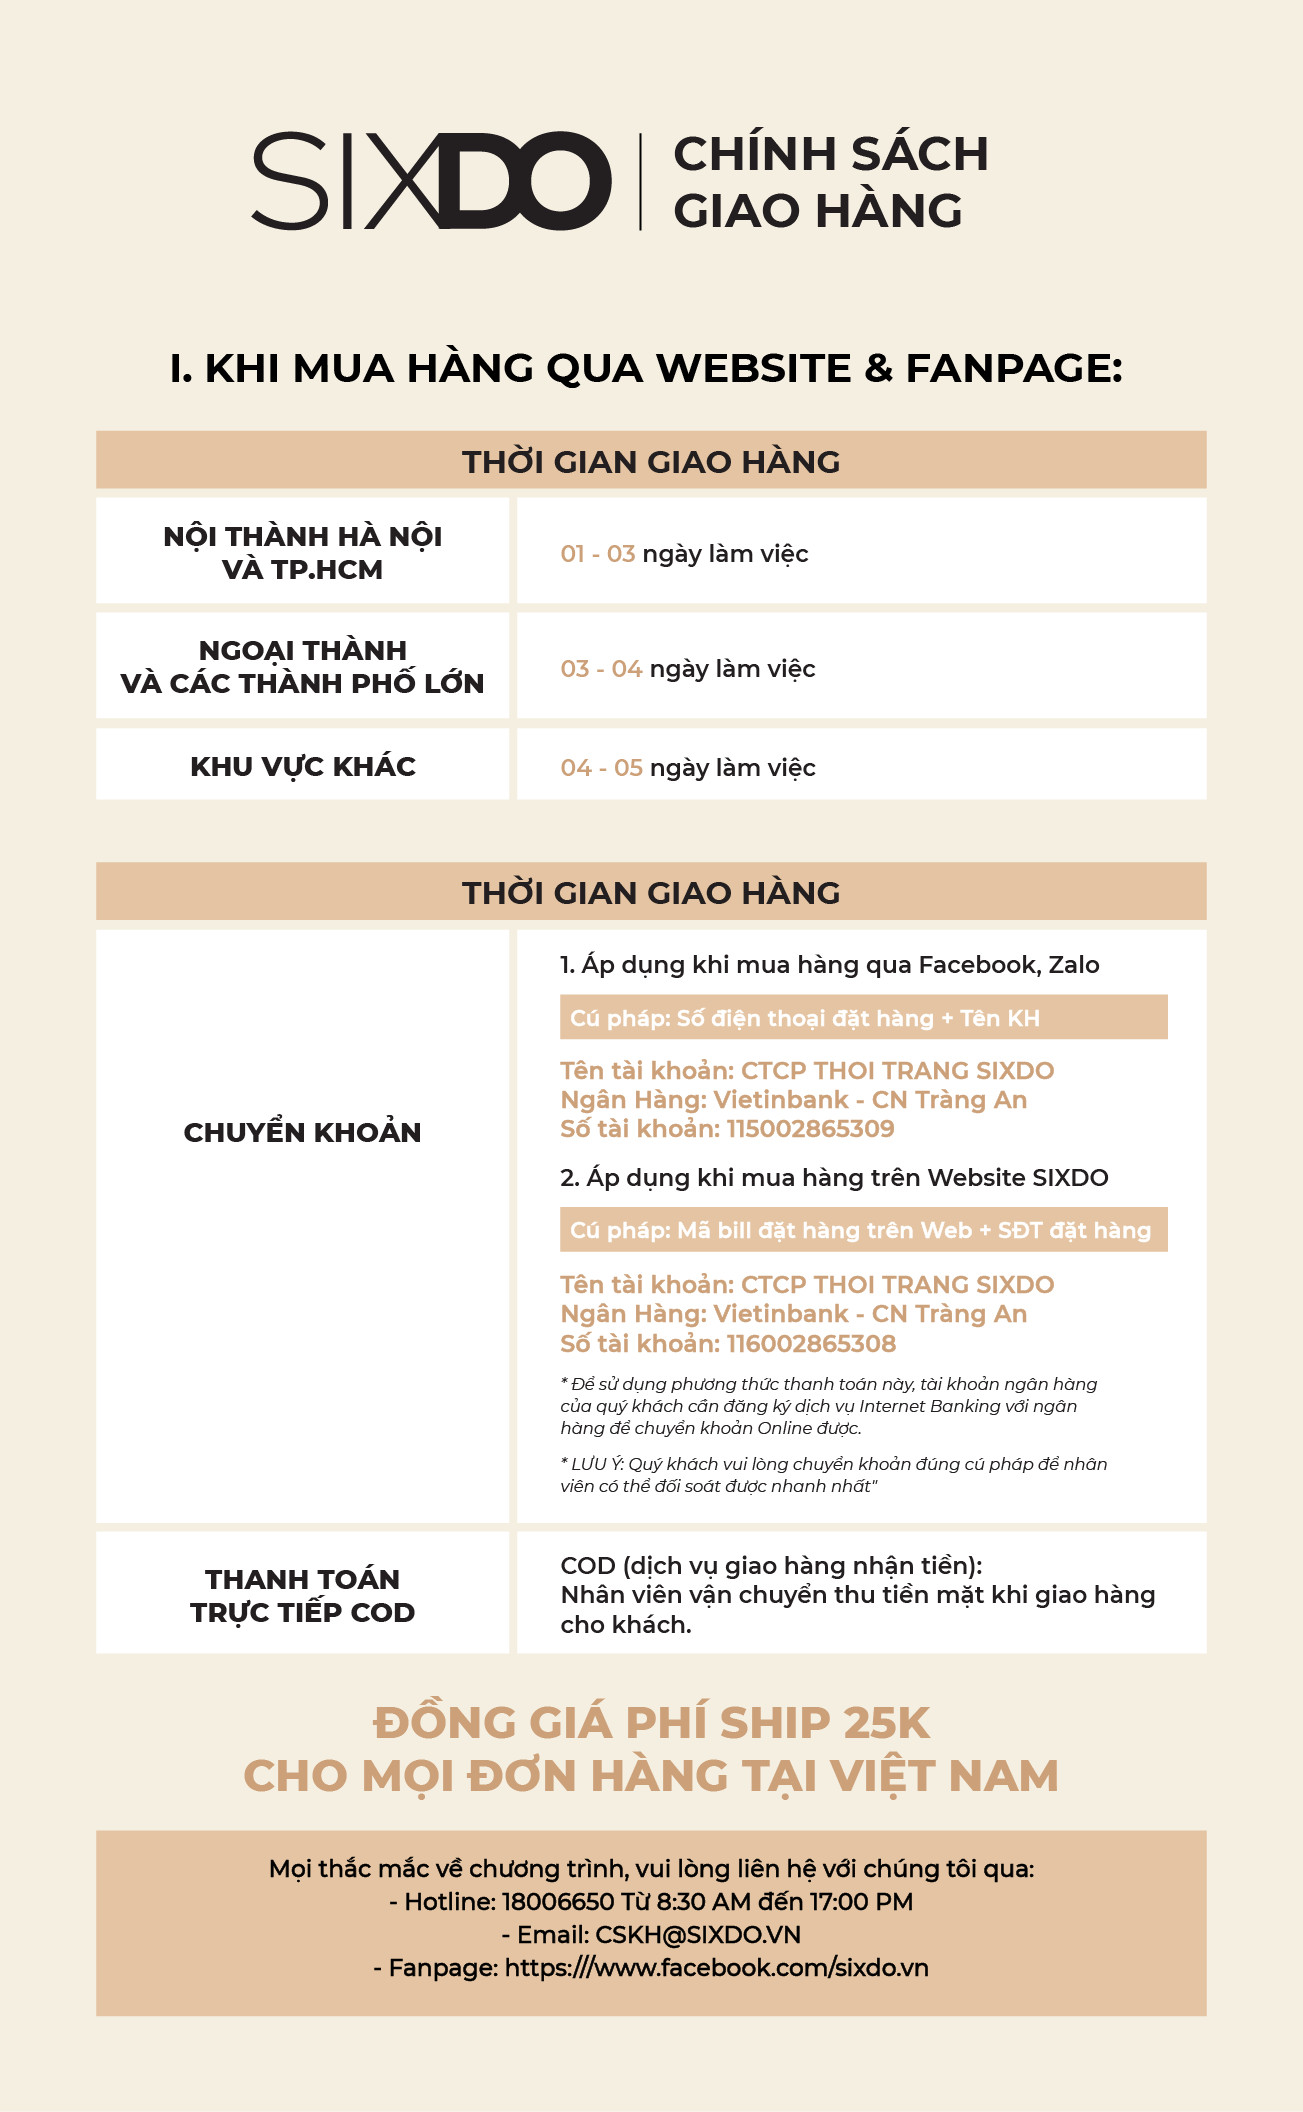 SIXDO
CHÍNH SÁCH
GIAO HÀNG
I. KHI MUA HÀNG QUA WEBSITE & FANPAGE:
THỜI GIAN GIAO HÀNG
NỘI THÀNH HÀ NỘI
VÀ TP.HCM
01 - 03 ngày làm việc
NGOẠI THÀNH
VÀ CÁC THÀNH PHỐ LỚN
03 - 04 ngày làm việc
KHU VỰC KHÁC
04 - 05 ngày làm việc
THỜI GIAN GIAO HÀNG
CHUYỂN KHOẢN
1. Áp dụng khi mua hàng qua Facebook, Zalo
Cú pháp: Số điện thoại đặt hàng + Tên KH
Tên tài khoản: CTCP THOI TRANG SIXDO
Ngân Hàng: Vietinbank - CN Tràng An
Số tài khoản: 115002865309
2. Áp dụng khi mua hàng trên Website SIXDO
Cú pháp: Mã bill đặt hàng trên Web + SĐT đặt hàng
Tên tài khoản: CTCP THOI TRANG SIXDO
Ngân Hàng: Vietinbank - CN Tràng An
Số tài khoản: 116002865308
* Để sử dụng phương thức thanh toán này, tài khoản ngân hàng
của quý khách cần đăng ký dịch vụ Internet Banking với ngân
hàng để chuyển khoản Online được.
* LƯU Ý: Quý khách vui lòng chuyển khoản đúng cú pháp để nhân
viên có thể đối soát được nhanh nhất"
THANH TOÁN
TRỰC TIẾP COD
COD (dịch vụ giao hàng nhận tiền):
Nhân viên vận chuyển thu tiền mặt khi giao hàng
cho khách.
ĐỒNG GIÁ PHÍ SHIP 25K
CHO MỌI ĐƠN HÀNG TẠI VIỆT NAM
Mọi thắc mắc về chương trình, vui lòng liên hệ với chúng tôi qua:
- Hotline: 18006650 Từ 8:30 AM đến 17:00 PM
- Email: CSKH@SIXDO.VN
- Fanpage: https:///www.facebook.com/sixdo.vn